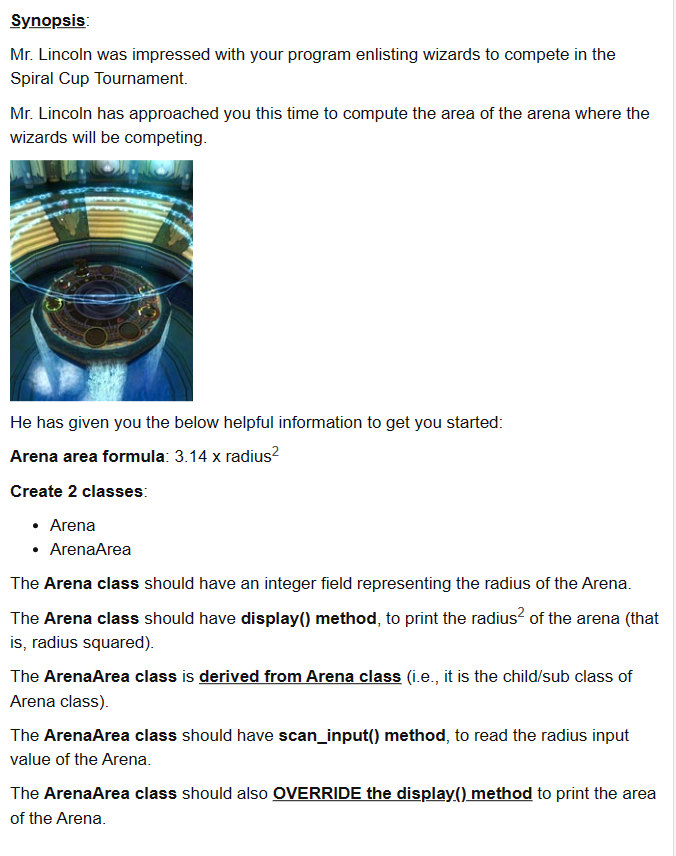 Synopsis:
Mr. Lincoln was impressed with your program enlisting wizards to compete in the
Spiral Cup Tournament.
Mr. Lincoln has approached you this time to compute the area of the arena where the
wizards will be competing.
He has given you the below helpful information to get you started:
Arena area formula: 3.14 x radius²
Create 2 classes:
• Arena
• ArenaArea
The Arena class should have an integer field representing the radius of the Arena.
The Arena class should have display() method, to print the radius² of the arena (that
is, radius squared).
The ArenaArea class is derived from Arena class (i.e., it is the child/sub class of
Arena class).
The ArenaArea class should have scan_input() method, to read the radius input
value of the Arena.
The ArenaArea class should also OVERRIDE the display() method to print the area
of the Arena.